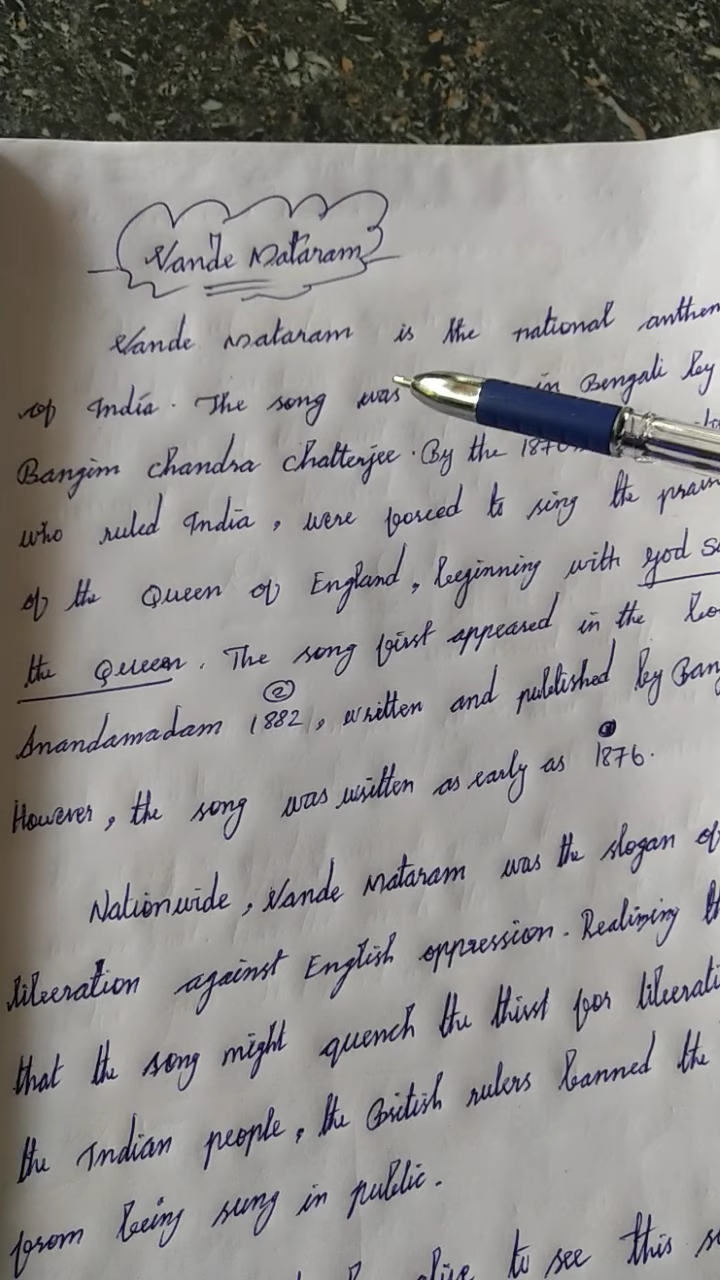 Vande Mataram
Vande Mataram is the national anthem
of India. The song was in Bengali by
Bangim chandra chatterjee. By the
who ruled India, were forced to sing the
of the Queen of England, beginning with god
the Queen. The song first appeared in the
②
Anandamadam 1882, written and published by
①
However, the song was written as early as 1876.
Nationwide, Vande Mataram was the slogan of
liberation against English oppression. Realizing
that the song might quench the thirst for
the Indian people, the British rulers banned the
from being sung in public.
to see this